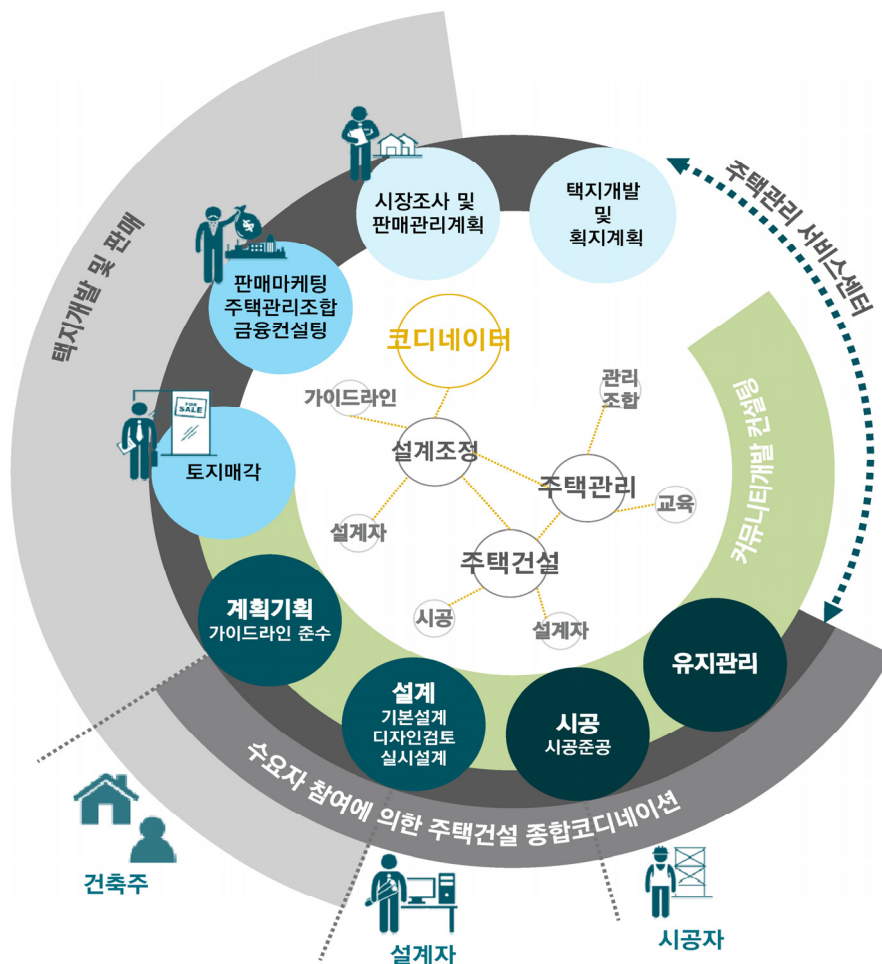 시장조사 및
판매관리계획
택지개발
및
획지계획
주택관리 서비스센터
택지개발 및 판매
판매마케팅
주택관리조합
금융컨설팅
코디네이터
가이드라인
관리
조합
설계조정
주택관리
교육
설계자
주택건설
시공
설계자
커뮤니티개발 컨설팅
FOR
SALE
토지매각
계획기획
가이드라인 준수
설계
기본설계
디자인검토
실시설계
시공
시공준공
유지관리
수요자 참여에 의한 주택건설 종합코디네이션
건축주
설계자
시공자